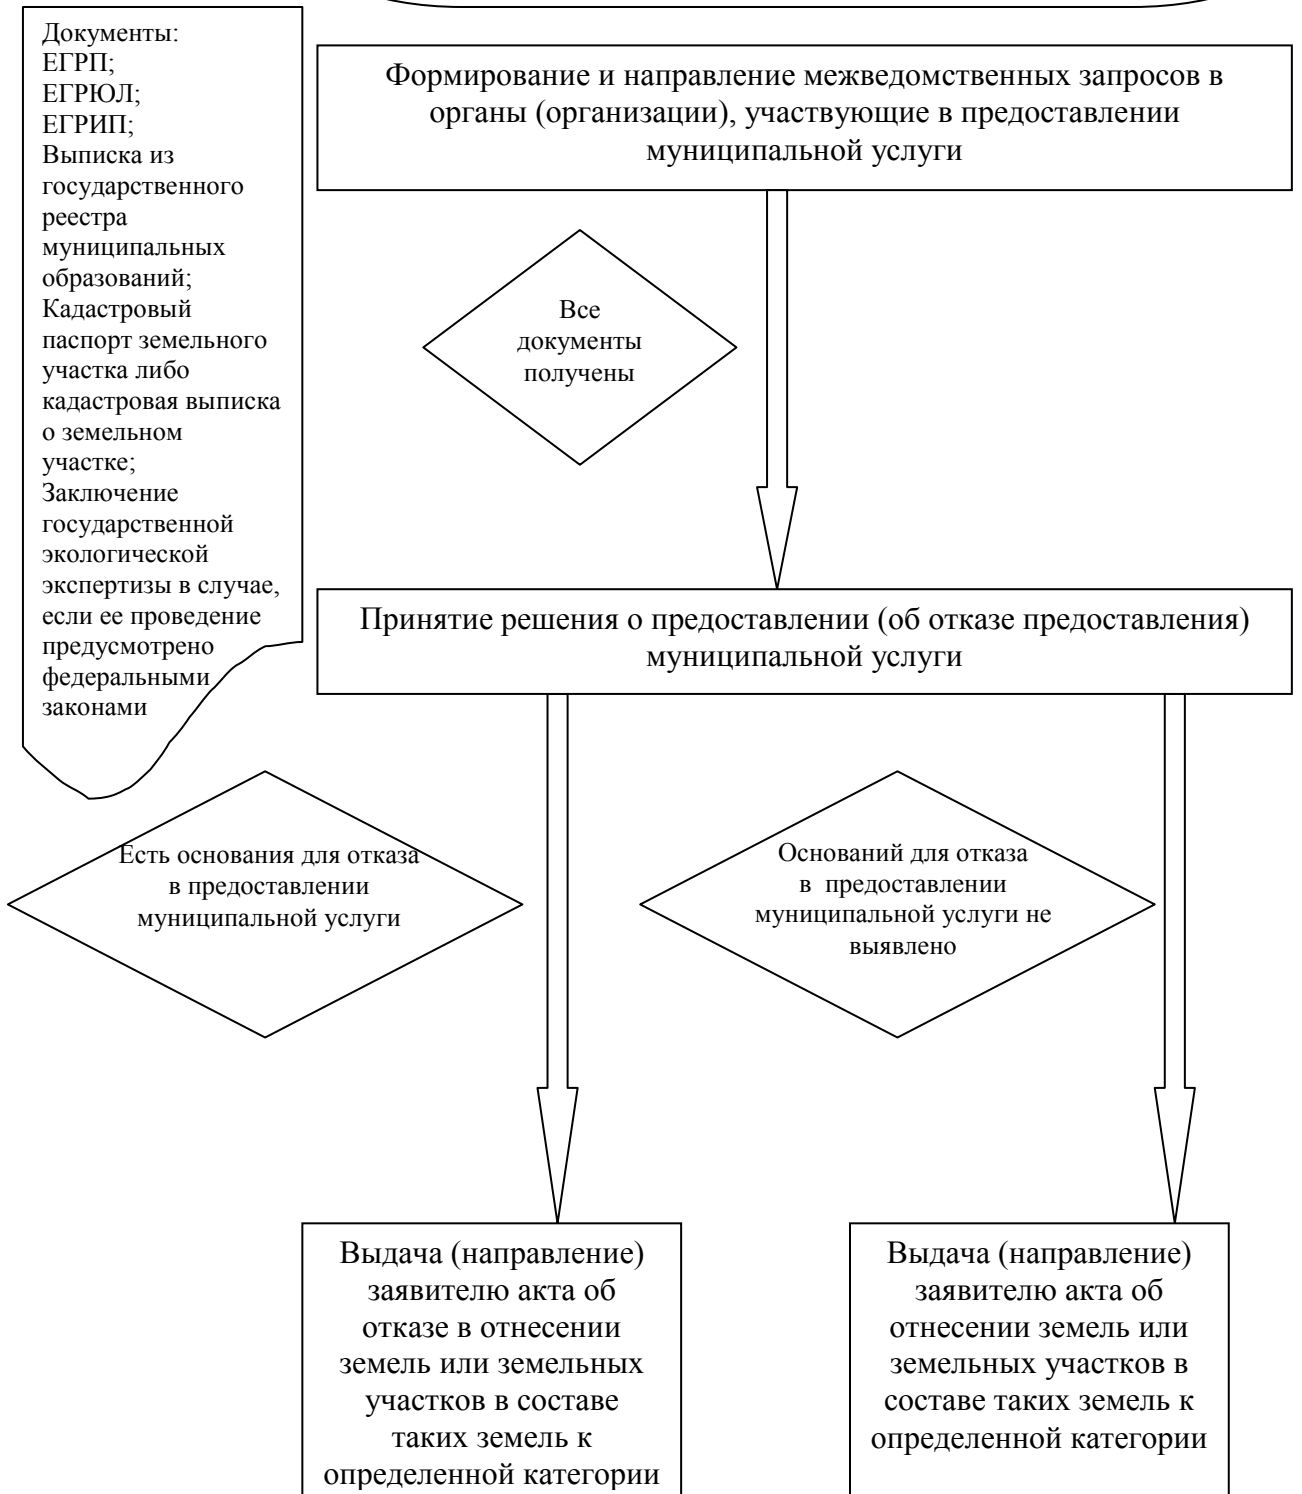 Документы:
ЕГРП;
ЕГРЮЛ;
ЕГРИП;
Выписка из
государственного
реестра
муниципальных
образований;
Кадастровый
паспорт земельного
участка либо
кадастровая выписка
о земельном
участке;
Заключение
государственной
экологической
экспертизы в случае,
если ее проведение
предусмотрено
федеральными
законами
Формирование и направление межведомственных запросов в
органы (организации), участвующие в предоставлении
муниципальной услуги
Все
документы
получены
Принятие решения о предоставлении (об отказе предоставления)
муниципальной услуги
Есть основания для отказа
в предоставлении
муниципальной услуги
Оснований для отказа
в предоставлении
муниципальной услуги не
выявлено
Выдача (направление)
заявителю акта об
отказе в отнесении
земель или земельных
участков в составе
таких земель к
определенной категории
Выдача (направление)
заявителю акта об
отнесении земель или
земельных участков в
составе таких земель к
определенной категории